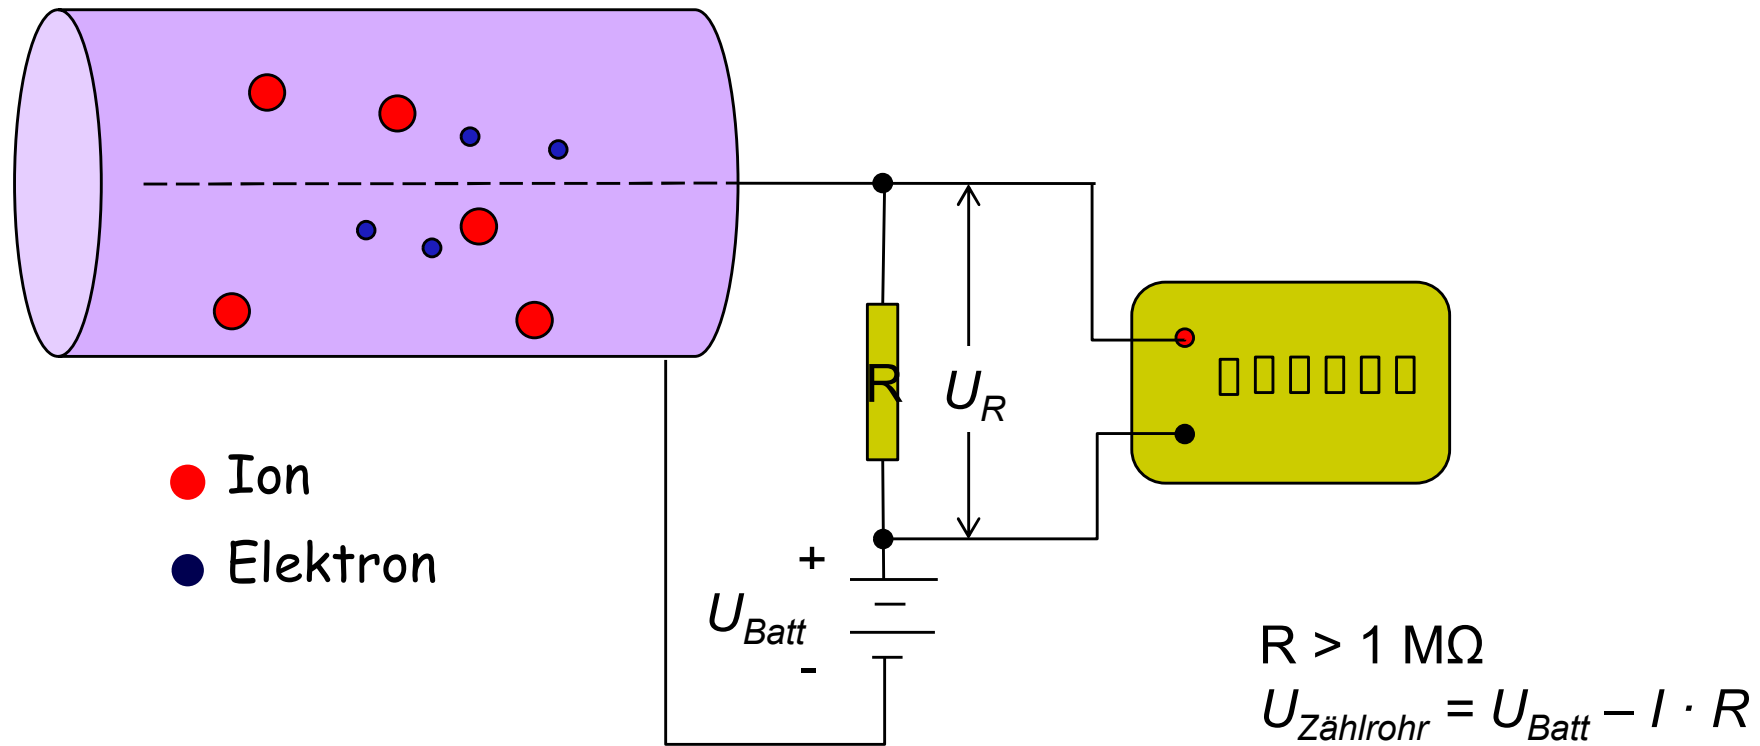 R
U_R
Ion
Elektron
+
U_Batt
-
R > 1 MΩ
U_Zählrohr = U_Batt – I · R